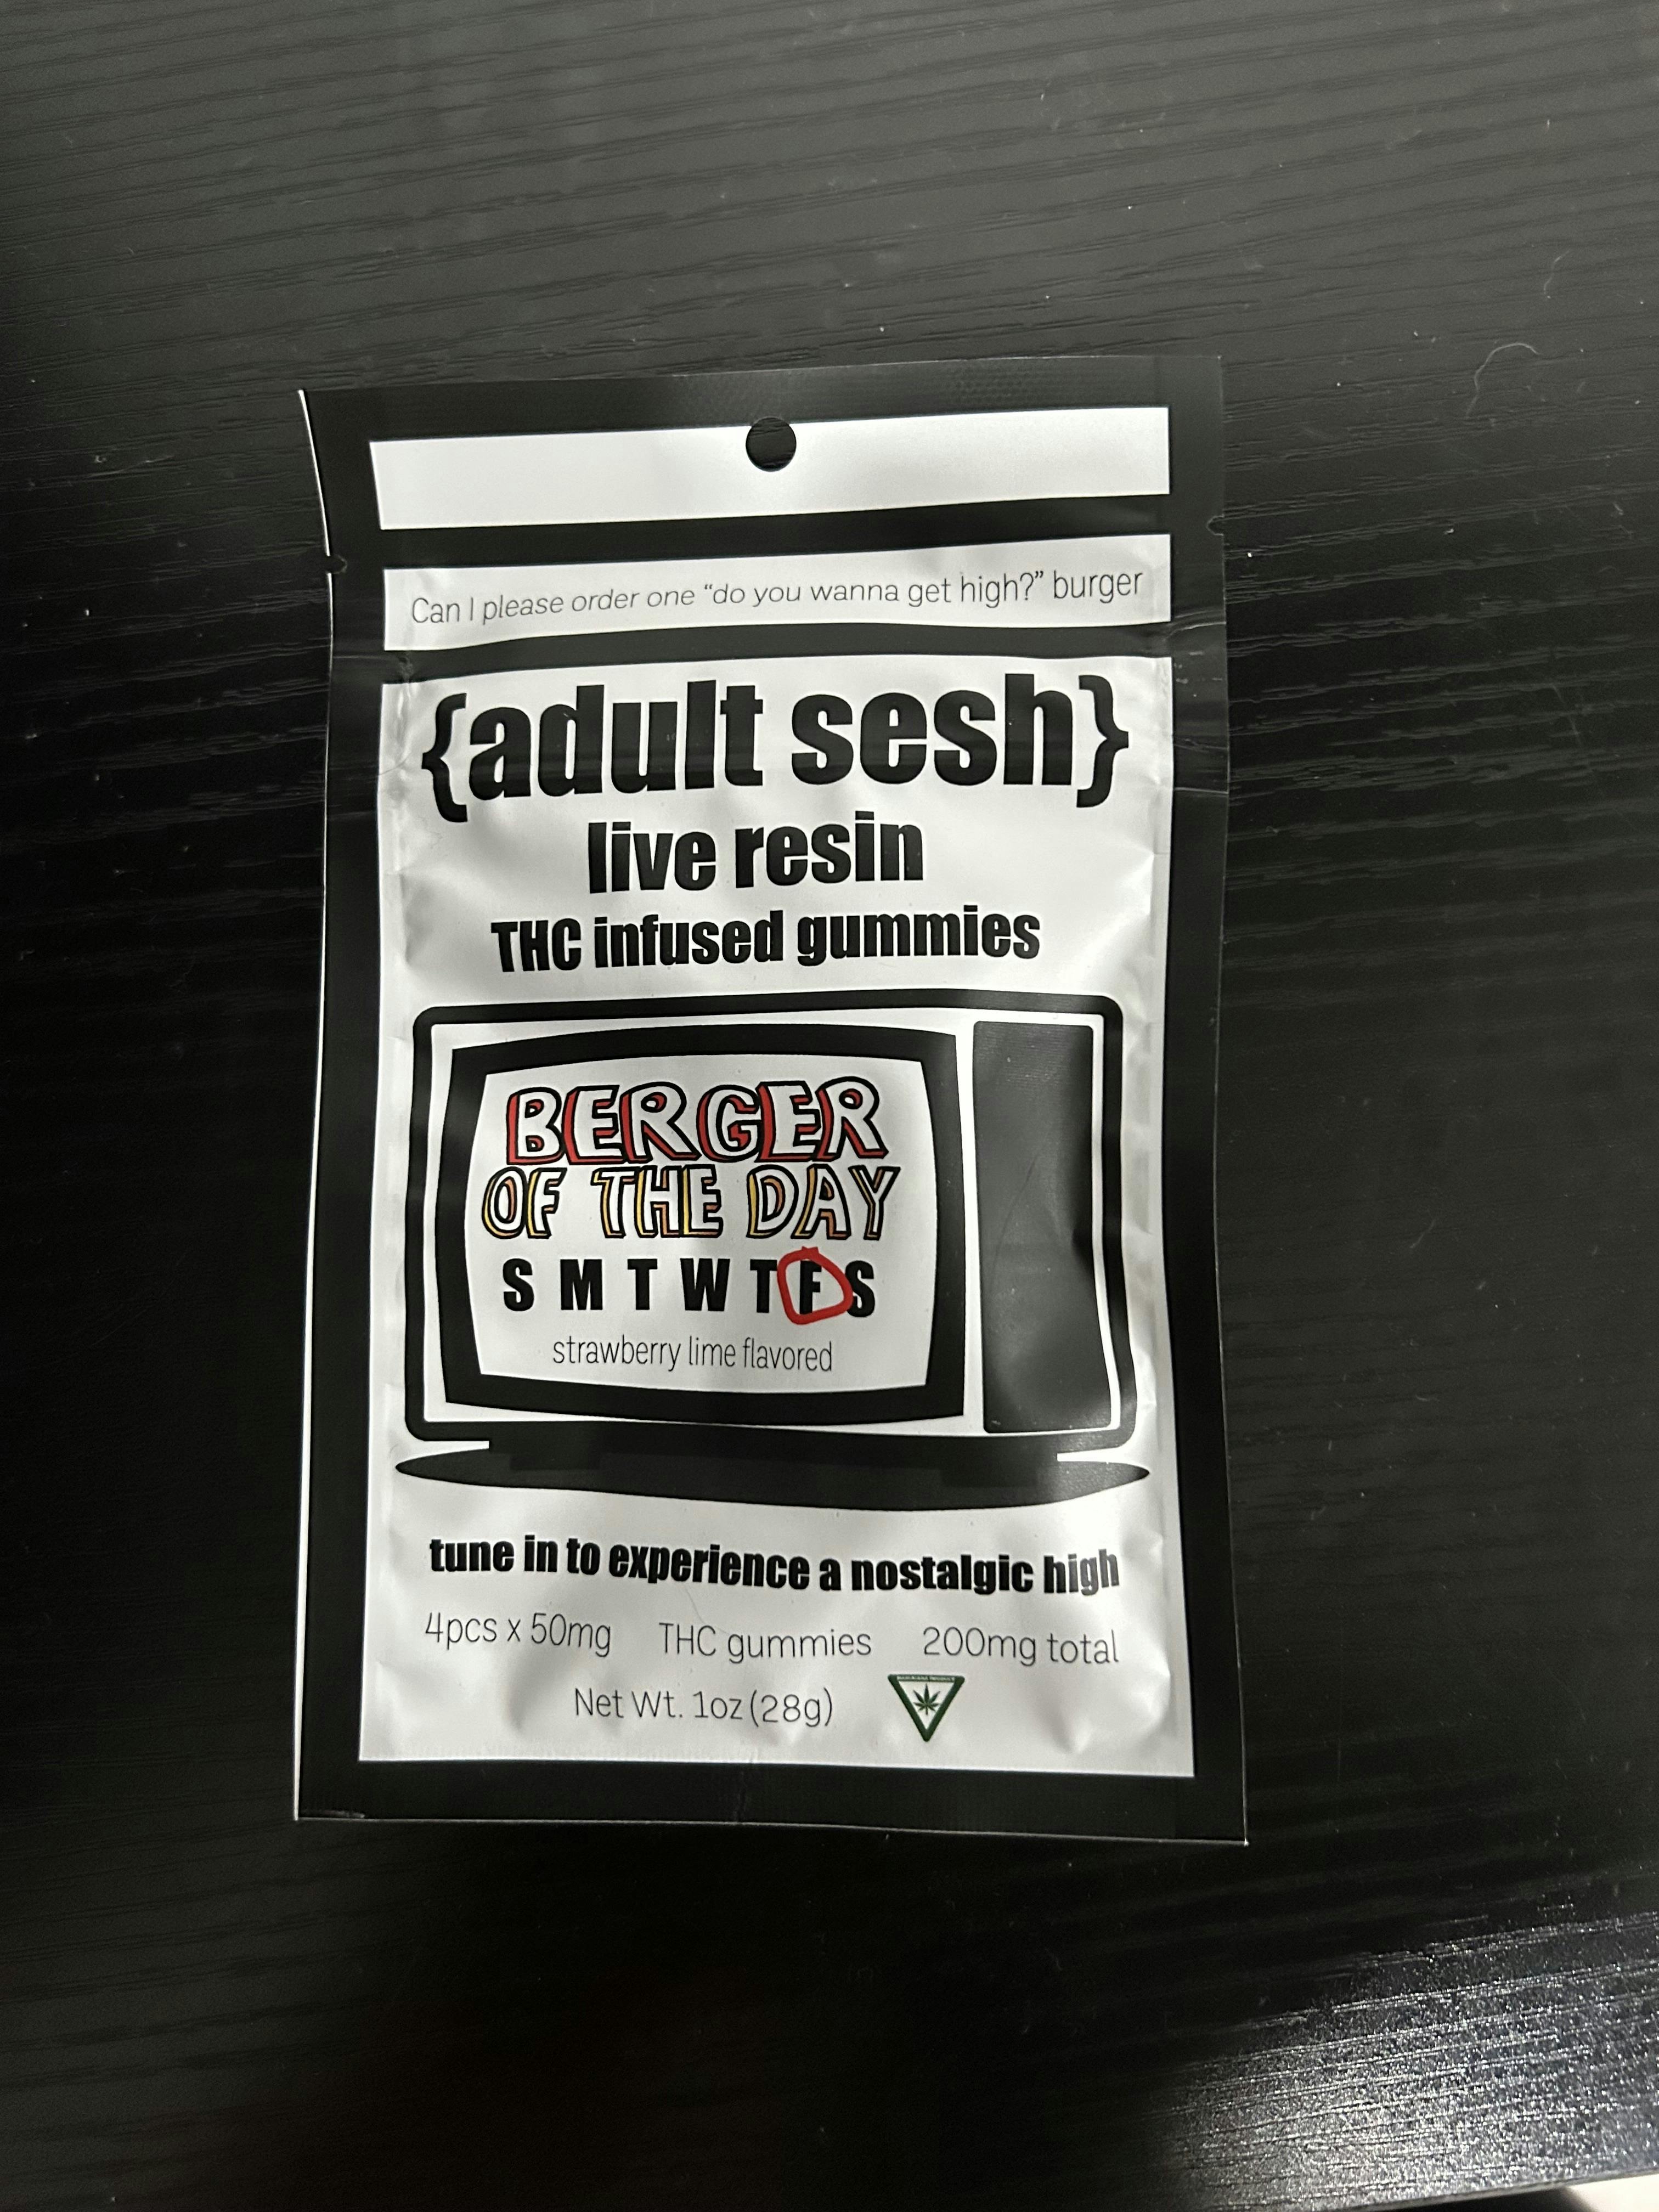 Can I please order one “do you wanna get high?” burger
{adult sesh}
live resin
THC infused gummies
BERGER
OF THE DAY
S M T W T F S
strawberry lime flavored
tune in to experience a nostalgic high
4pcs x 50mg THC gummies 200mg total
Net Wt. 1oz (28g)